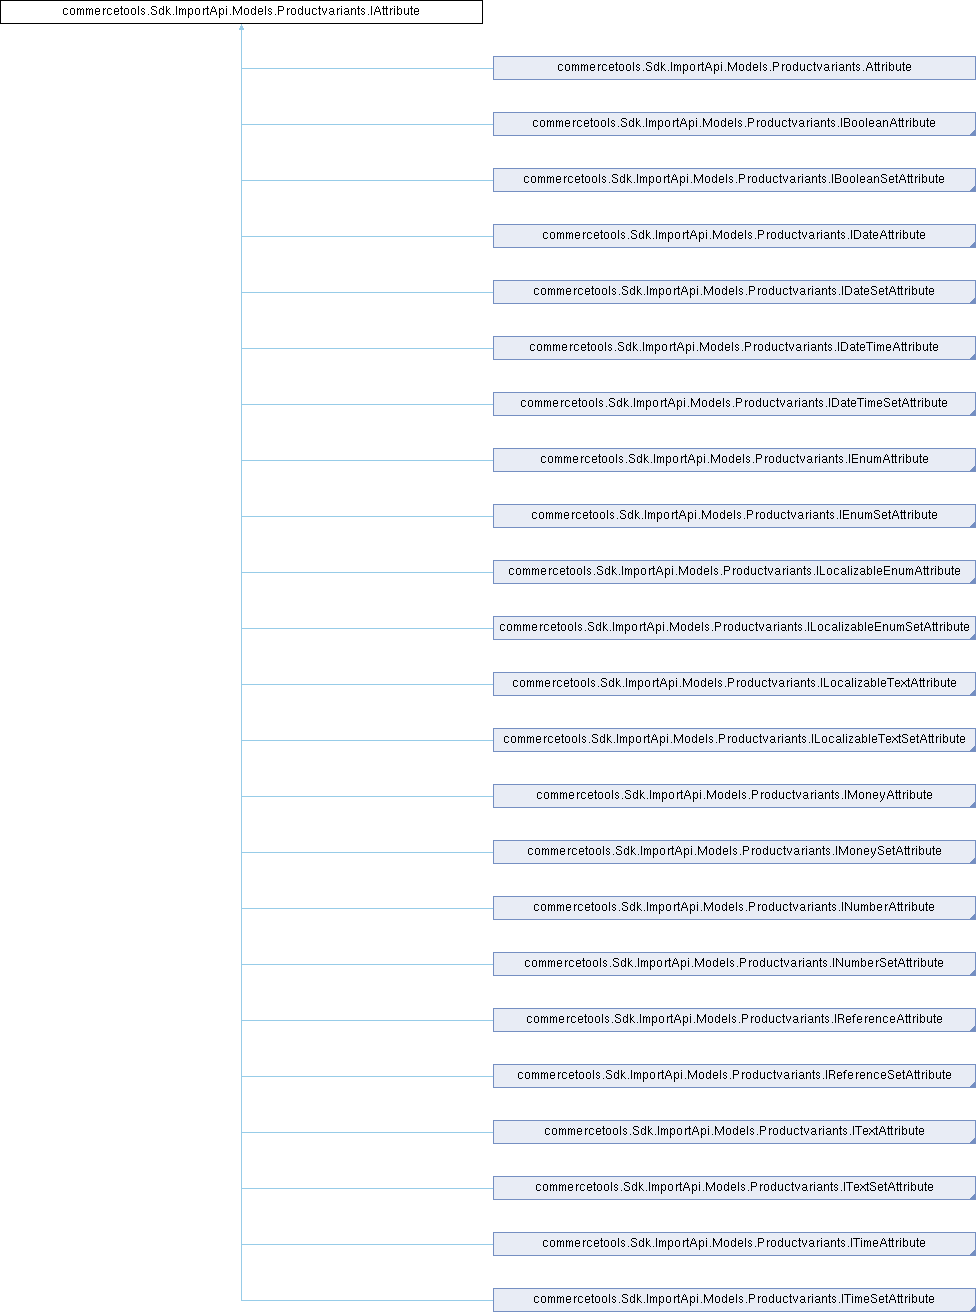 commercetools.Sdk.ImportApi.Models.Productvariants.IAttribute
commercetools.Sdk.ImportApi.Models.Productvariants.Attribute
commercetools.Sdk.ImportApi.Models.Productvariants.IBooleanAttribute
commercetools.Sdk.ImportApi.Models.Productvariants.IBooleanSetAttribute
commercetools.Sdk.ImportApi.Models.Productvariants.IDateAttribute
commercetools.Sdk.ImportApi.Models.Productvariants.IDateSetAttribute
commercetools.Sdk.ImportApi.Models.Productvariants.IDateTimeAttribute
commercetools.Sdk.ImportApi.Models.Productvariants.IDateTimeSetAttribute
commercetools.Sdk.ImportApi.Models.Productvariants.IEnumAttribute
commercetools.Sdk.ImportApi.Models.Productvariants.IEnumSetAttribute
commercetools.Sdk.ImportApi.Models.Productvariants.ILocalizableEnumAttribute
commercetools.Sdk.ImportApi.Models.Productvariants.ILocalizableEnumSetAttribute
commercetools.Sdk.ImportApi.Models.Productvariants.ILocalizableTextAttribute
commercetools.Sdk.ImportApi.Models.Productvariants.ILocalizableTextSetAttribute
commercetools.Sdk.ImportApi.Models.Productvariants.IMoneyAttribute
commercetools.Sdk.ImportApi.Models.Productvariants.IMoneySetAttribute
commercetools.Sdk.ImportApi.Models.Productvariants.INumberAttribute
commercetools.Sdk.ImportApi.Models.Productvariants.INumberSetAttribute
commercetools.Sdk.ImportApi.Models.Productvariants.IReferenceAttribute
commercetools.Sdk.ImportApi.Models.Productvariants.IReferenceSetAttribute
commercetools.Sdk.ImportApi.Models.Productvariants.ITextAttribute
commercetools.Sdk.ImportApi.Models.Productvariants.ITextSetAttribute
commercetools.Sdk.ImportApi.Models.Productvariants.ITimeAttribute
commercetools.Sdk.ImportApi.Models.Productvariants.ITimeSetAttribute